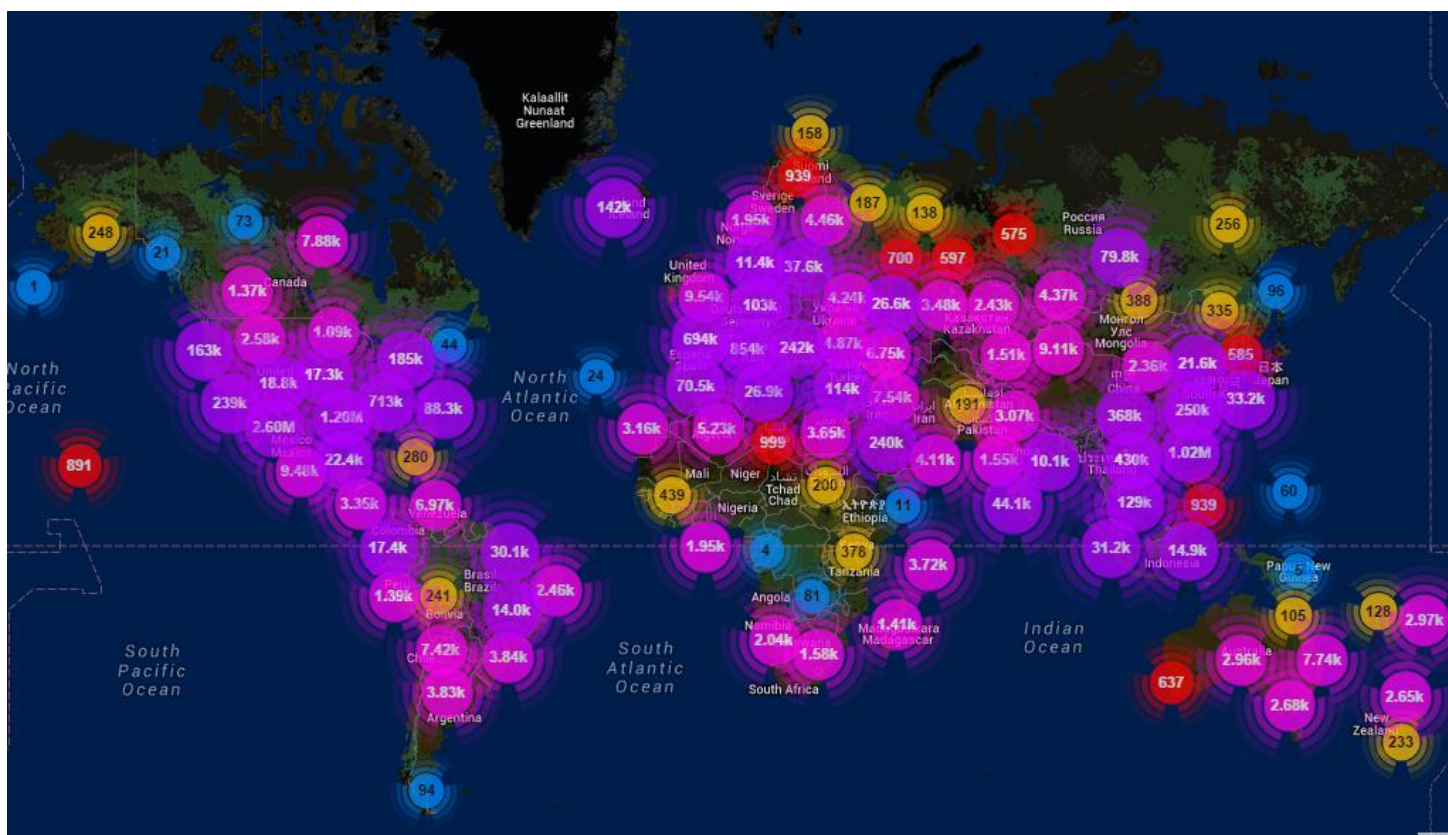 Kalaallit
Nunaat
Greenland
158
939
Sverige
Sweden
187
138
142k
Iceland
1.95k
4.46k
575
Россия
Russia
256
248
73
21
7.88k
79.8k
11.4k
37.6k
700
597
United
Kingdom
1
1.37k
Canada
9.54k
103k
4.24k
26.6k
3.48k
2.43k
4.37k
388
335
96
Kazakhstan
Монгол
Улс
Mongolia
163k
2.58k
1.09k
185k
44
694k
854k
242k
4.87k
6.75k
1.51k
9.11k
2.36k
21.6k
585
日本
Japan
China
North
Pacific
Ocean
18.8k
17.3k
North
Atlantic
Ocean
24
70.5k
26.9k
114k
7.54k
191
3.07k
Iran
ایران
Pakistan
368k
250k
33.2k
239k
2.60M
1.20M
713k
88.3k
Mexico
3.16k
5.23k
999
3.65k
240k
4.11k
1.55k
10.1k
430k
1.02M
Thailand
891
9.48k
22.4k
280
Mali
Niger
Tchad
Chad
200
439
Nigeria
ኢትዮጵያ
Ethiopia
11
44.1k
129k
939
60
3.35k
6.97k
Venezuela
Colombia
17.4k
30.1k
1.95k
4
378
Tanzania
3.72k
31.2k
14.9k
Indonesia
Papua New
Guinea
5
Brasil
Brazil
1.39k
241
Bolivia
2.46k
14.0k
Angola
81
Namibia
1.41k
Madagascar
105
128
2.97k
South
Pacific
Ocean
7.42k
3.84k
South
Atlantic
Ocean
2.04k
1.58k
South Africa
Indian
Ocean
637
2.96k
Australia
7.74k
3.83k
Argentina
2.68k
2.65k
New
Zealand
233
94